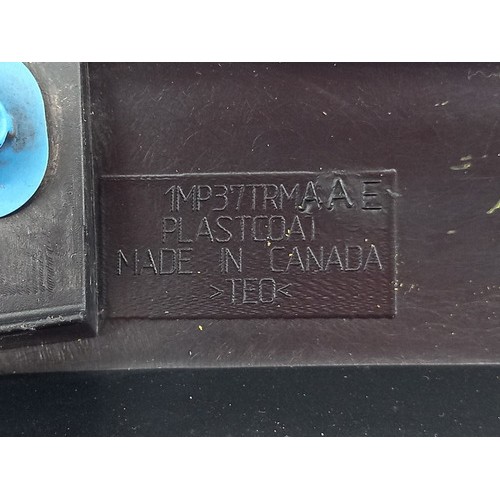 1MP37TRMAAE
PLASTCOAT
MADE IN CANADA
>TEO<